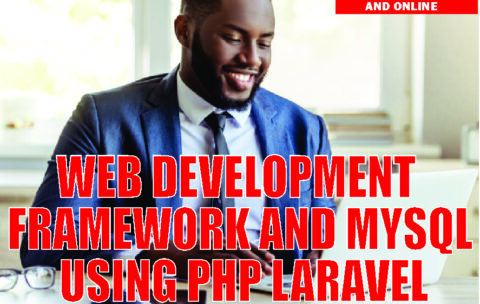 AND ONLINE
WEB DEVELOPMENT
FRAMEWORK AND MYSQL
USING PHP LARAVEL